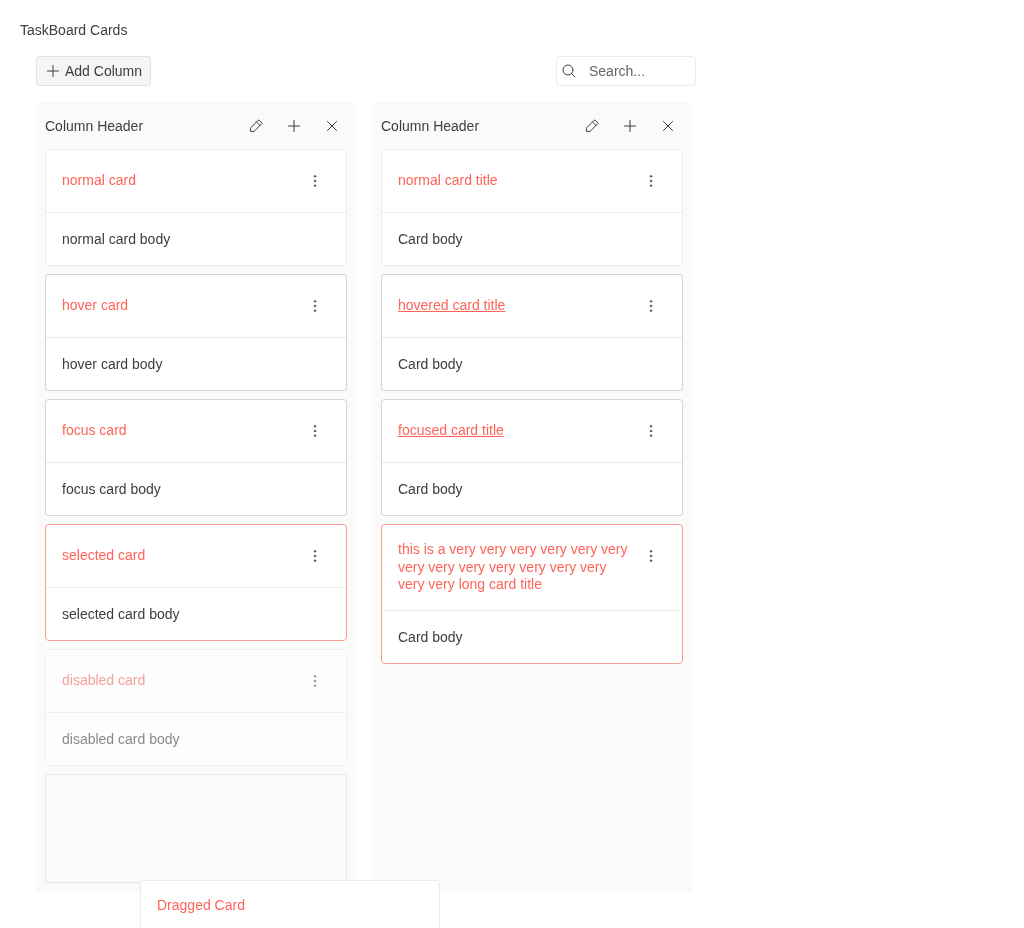 TaskBoard Cards
Add Column
Search...
Column Header
normal card
normal card body
hover card
hover card body
focus card
focus card body
selected card
selected card body
disabled card
disabled card body
Column Header
normal card title
Card body
hovered card title
Card body
focused card title
Card body
this is a very very very very very very
very very very very very very very
very very long card title
Card body
Dragged Card